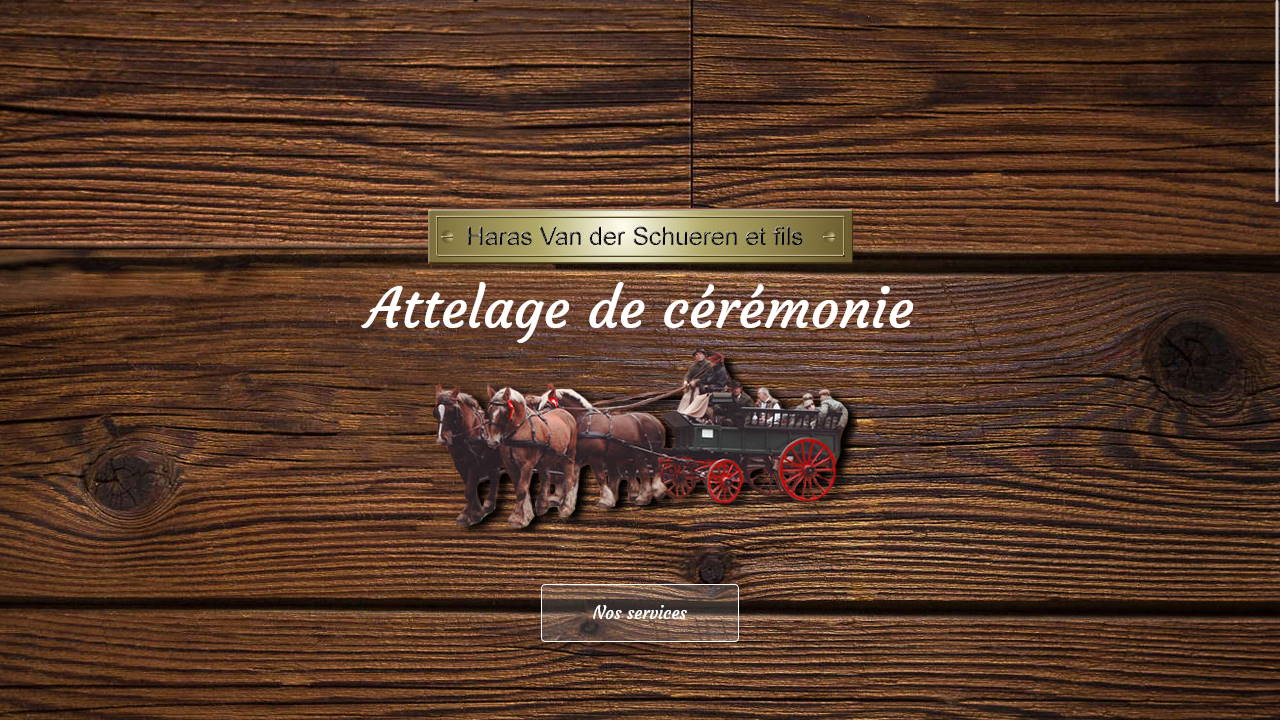 Haras Van der Schueren et fils
Attelage de cérémonie
Nos services